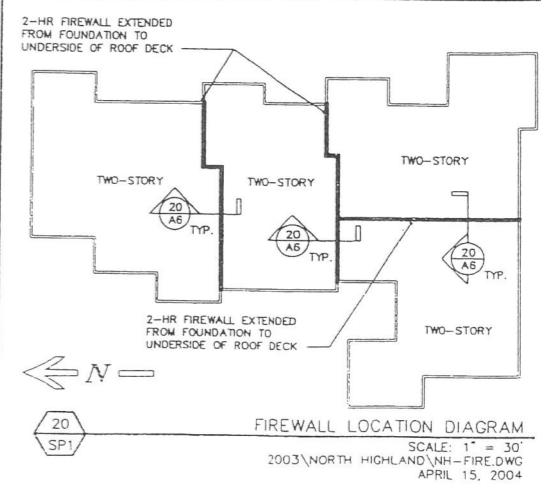 2-HR FIREWALL EXTENDED
FROM FOUNDATION TO
UNDERSIDE OF ROOF DECK
TWO-STORY
TWO-STORY
TWO-STORY
20
A6
TYP.
20
A6
TYP.
20
A6
TYP.
2-HR FIREWALL EXTENDED
FROM FOUNDATION TO
UNDERSIDE OF ROOF DECK
TWO-STORY
N
20
SP1
FIREWALL LOCATION DIAGRAM
SCALE: 1" = 30'
2003\NORTH HIGHLAND\NH-FIRE.DWG
APRIL 15, 2004